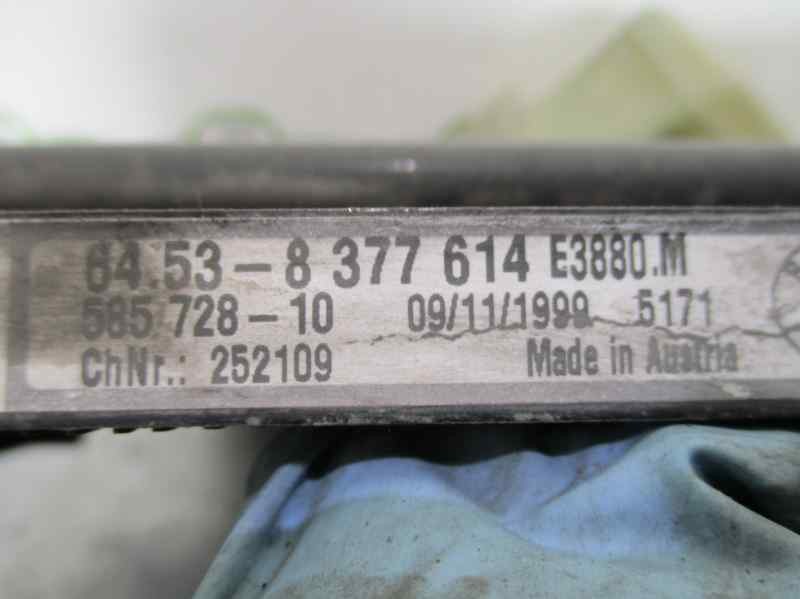 64.53-8 377 614 E3880.M
585 728-10 09/11/1999 5171
ChNr.: 252109 Made in Austria